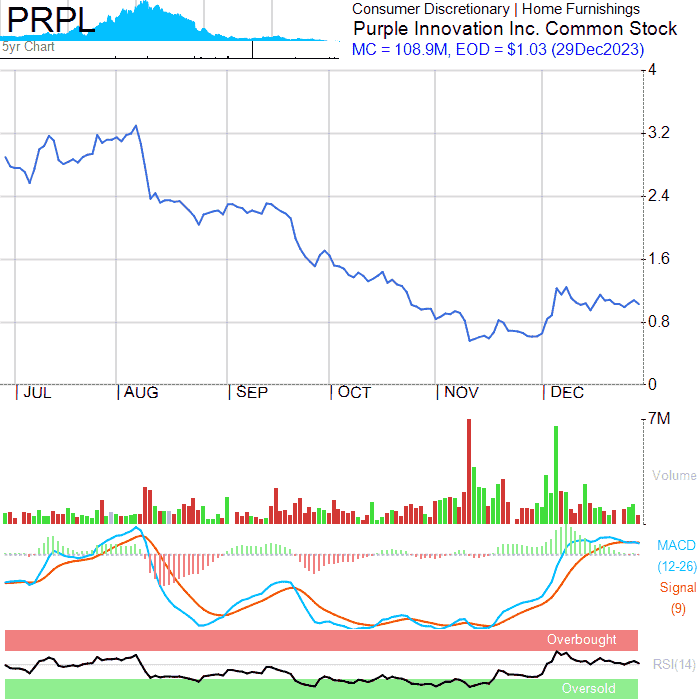 PRPL
5yr Chart
Consumer Discretionary | Home Furnishings
Purple Innovation Inc. Common Stock
MC = 108.9M, EOD = $1.03 (29Dec2023)
4
3.2
2.4
1.6
0.8
0
JUL
AUG
SEP
OCT
NOV
DEC
7M
Volume
MACD
(12-26)
Signal
(9)
Overbought
RSI(14)
Oversold